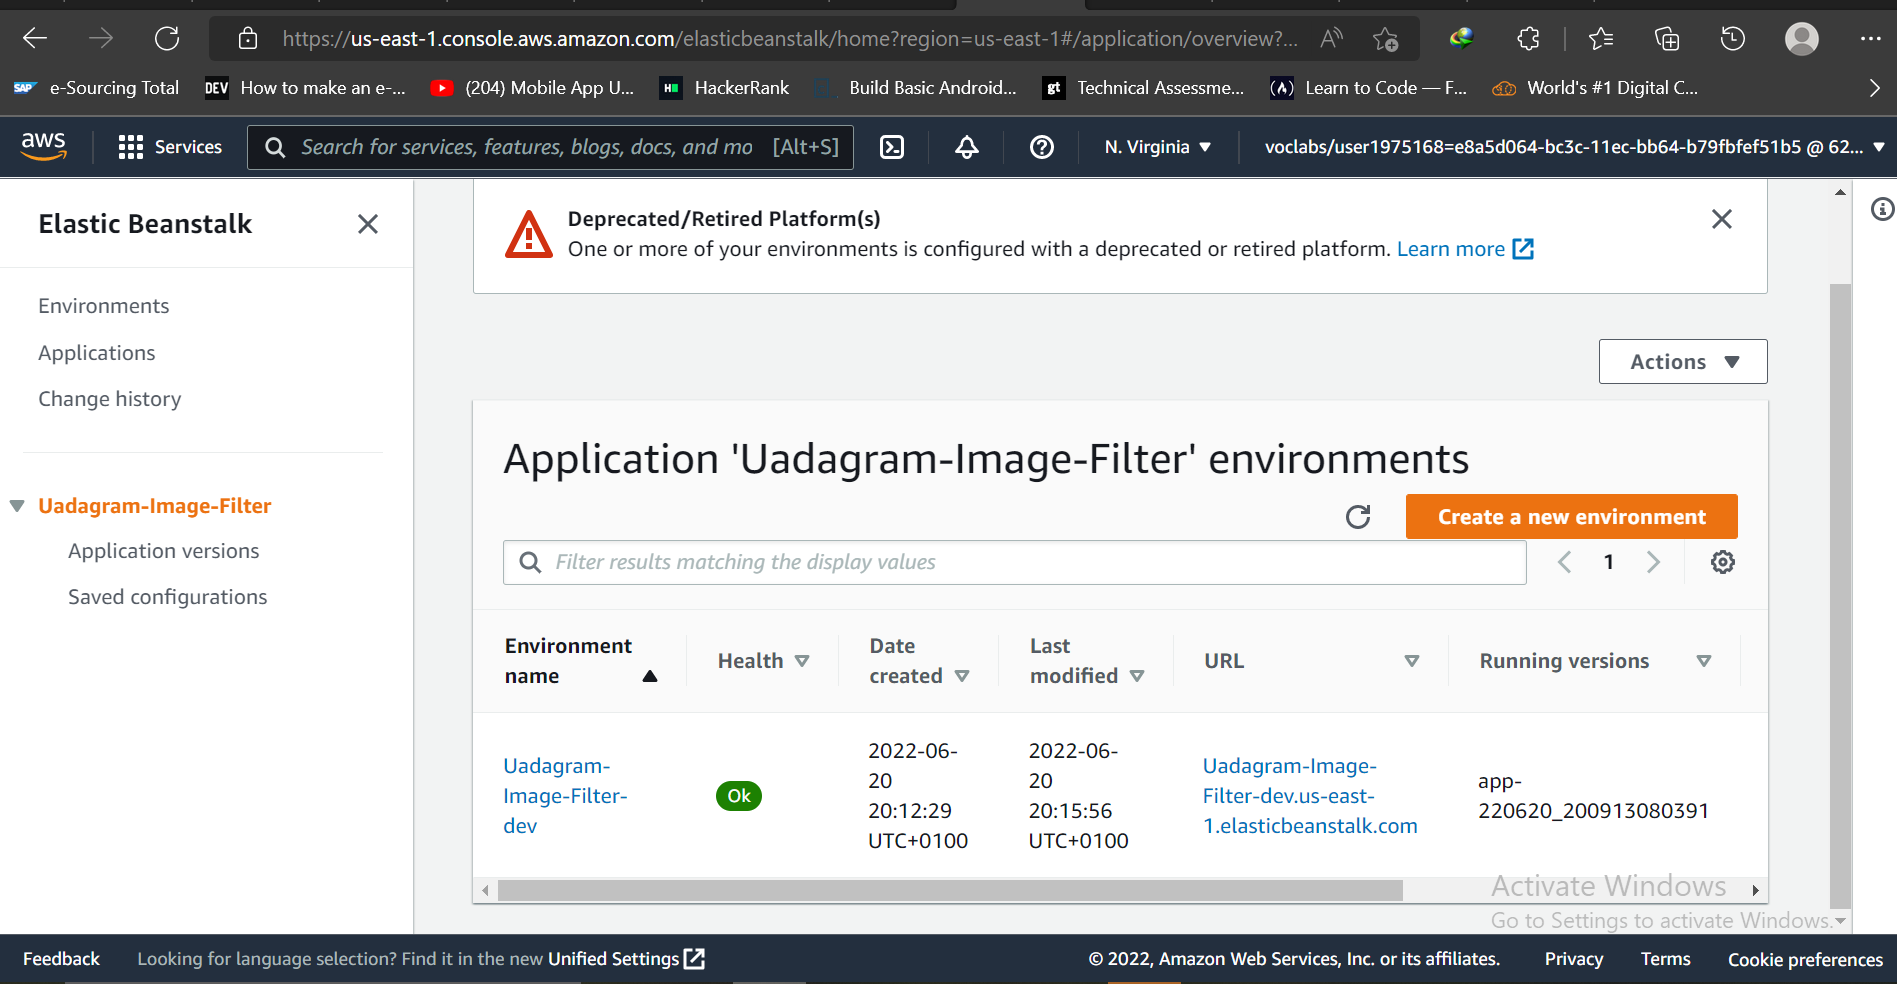 https://us-east-1.console.aws.amazon.com/elasticbeanstalk/home?region=us-east-1#/application/overview?...
SAP e-Sourcing Total
DEV How to make an e-...
(204) Mobile App U...
HackerRank
Build Basic Android...
gt Technical Assessme...
Learn to Code — F...
World's #1 Digital C...
aws
Services
Search for services, features, blogs, docs, and mo [Alt+S]
N. Virginia
voclabs/user1975168=e8a5d064-bc3c-11ec-bb64-b79fbfef51b5 @ 62...
Elastic Beanstalk
Environments
Applications
Change history
Uadagram-Image-Filter
Application versions
Saved configurations
Deprecated/Retired Platform(s)
One or more of your environments is configured with a deprecated or retired platform. Learn more
Actions
Application 'Uadagram-Image-Filter' environments
Create a new environment
Filter results matching the display values
1
Environment
name
Health
Date
created
Last
modified
URL
Running versions
Uadagram-
Image-Filter-
dev
Ok
2022-06-
20
20:12:29
UTC+0100
2022-06-
20
20:15:56
UTC+0100
Uadagram-Image-
Filter-dev.us-east-
1.elasticbeanstalk.com
app-
220620_200913080391
Activate Windows
Go to Settings to activate Windows.
Feedback
Looking for language selection? Find it in the new Unified Settings
© 2022, Amazon Web Services, Inc. or its affiliates.
Privacy
Terms
Cookie preferences